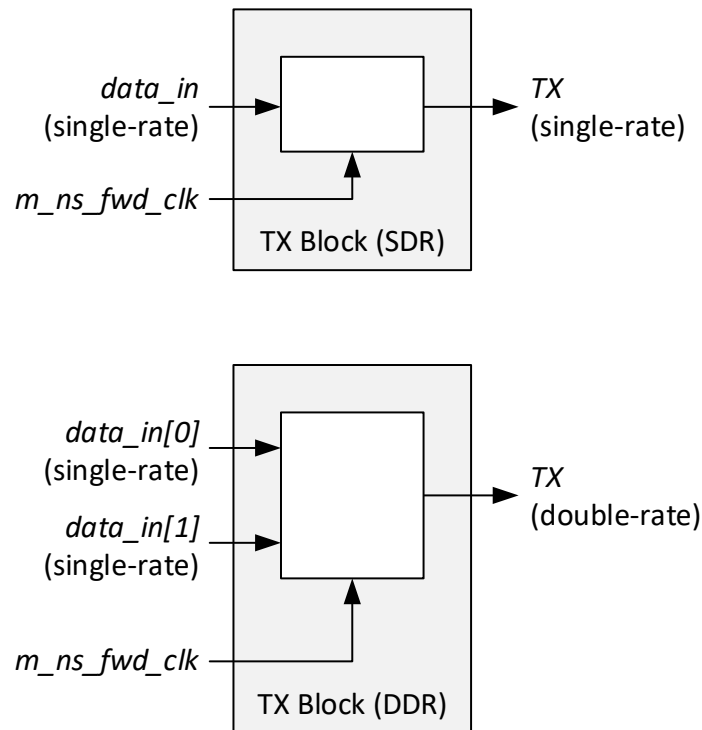 data_in
(single-rate)
TX
(single-rate)
m_ns_fwd_clk
TX Block (SDR)
data_in[0]
(single-rate)
TX
(double-rate)
data_in[1]
(single-rate)
m_ns_fwd_clk
TX Block (DDR)